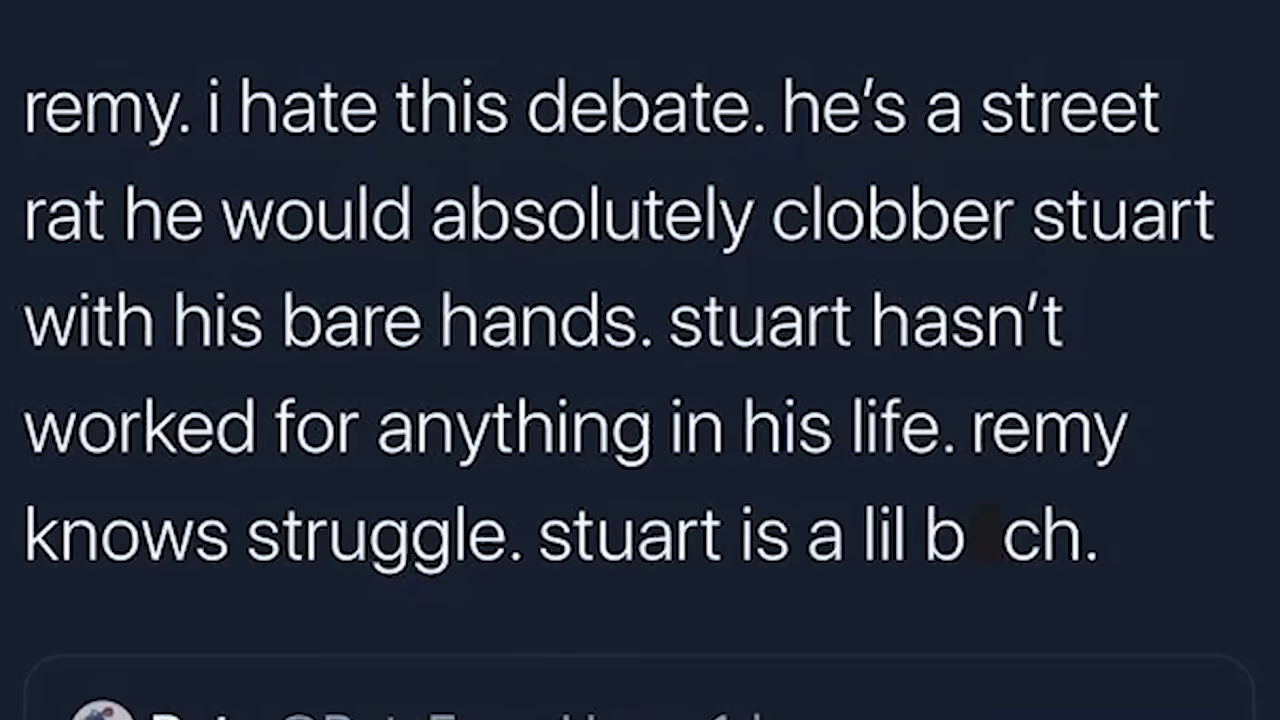 remy. i hate this debate. he’s a street
rat he would absolutely clobber stuart
with his bare hands. stuart hasn’t
worked for anything in his life. remy
knows struggle. stuart is a lil b ch.